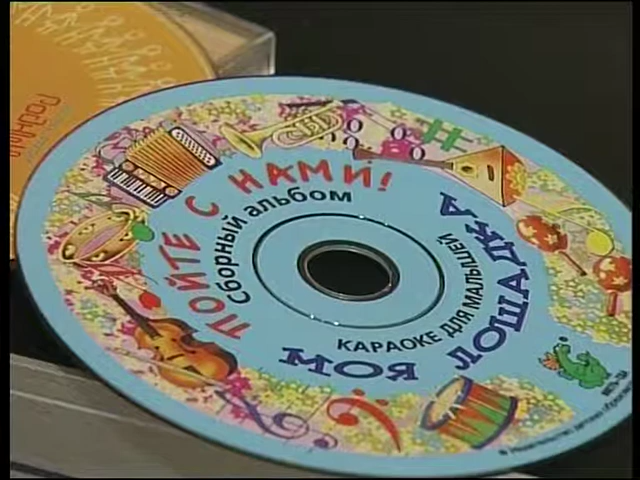 ПОЙТЕ С НАМИ!
сборный альбом
КАРАОКЕ ДЛЯ МАЛЫШЕЙ
МОЯ ЛОШАДКА